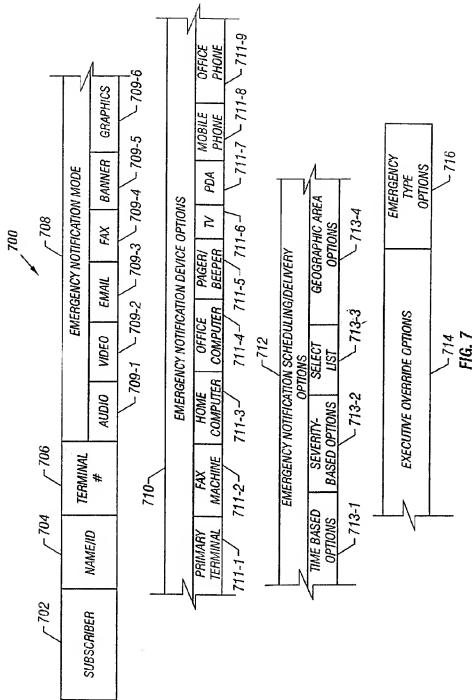 700
702
704
706
708
SUBSCRIBER
NAME/ID
TERMINAL
#
EMERGENCY NOTIFICATION MODE
AUDIO
VIDEO
EMAIL
FAX
BANNER
GRAPHICS
709-1
709-2
709-3
709-4
709-5
709-6
710
EMERGENCY NOTIFICATION DEVICE OPTIONS
PRIMARY
TERMINAL
FAX
MACHINE
HOME
COMPUTER
OFFICE
COMPUTER
PAGER/
BEEPER
TV
PDA
MOBILE
PHONE
OFFICE
PHONE
711-1
711-2
711-3
711-4
711-5
711-6
711-7
711-8
711-9
712
EMERGENCY NOTIFICATION SCHEDULING/DELIVERY
OPTIONS
TIME BASED
OPTIONS
SEVERITY-
BASED OPTIONS
SELECT
LIST
GEOGRAPHIC AREA
OPTIONS
713-1
713-2
713-3
713-4
EXECUTIVE OVERRIDE OPTIONS
EMERGENCY
TYPE
OPTIONS
714
716
FIG. 7